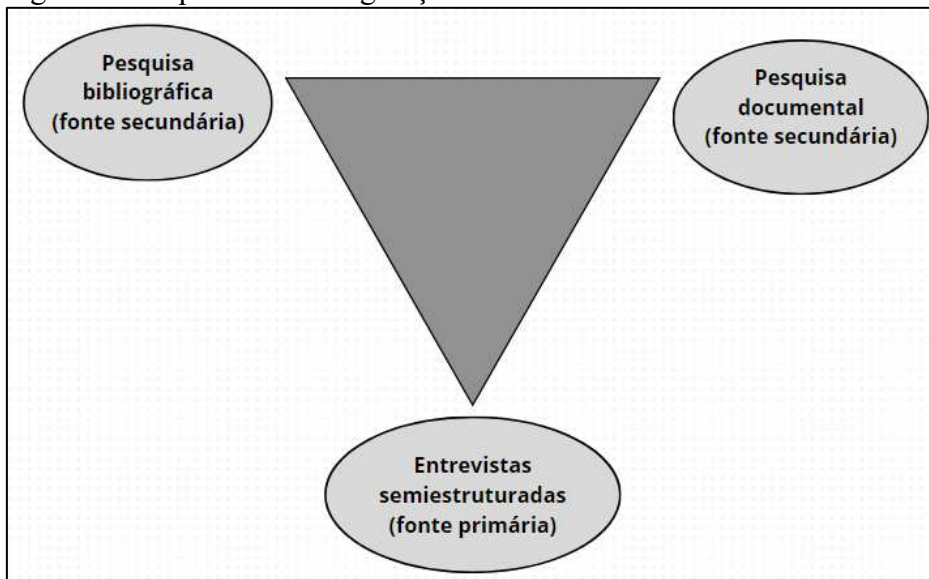 Pesquisa
bibliográfica
(fonte secundária)
Pesquisa
documental
(fonte secundária)
Entrevistas
semiestruturadas
(fonte primária)